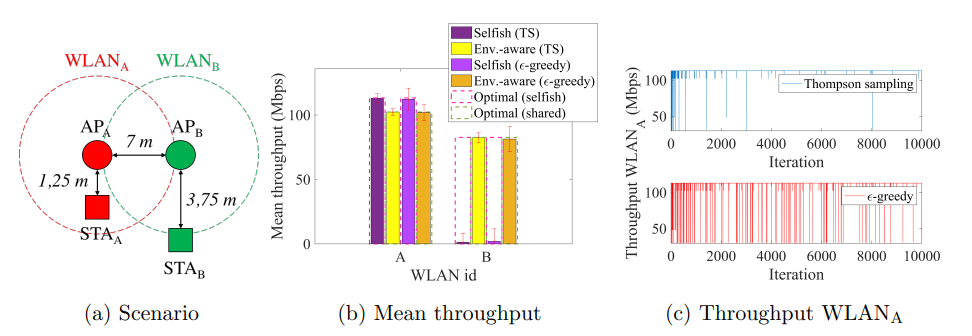 WLAN_A WLAN_B
AP_A AP_B
7 m
1,25 m
3,75 m
STA_A
STA_B
(a) Scenario
Selfish (TS)
Env.-aware (TS)
Selfish (ϵ-greedy)
Env.-aware (ϵ-greedy)
Optimal (selfish)
Optimal (shared)
Mean throughput (Mbps)
100
50
0
A B
WLAN id
(b) Mean throughput
Throughput WLAN_A (Mbps)
Thompson sampling
100
50
0 2000 4000 6000 8000 10000
Iteration
ϵ-greedy
100
50
0 2000 4000 6000 8000 10000
Iteration
(c) Throughput WLAN_A